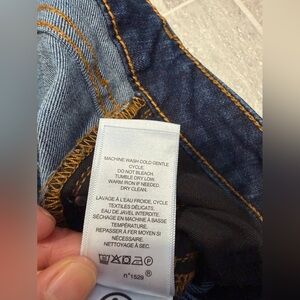 MACHINE WASH COLD GENTLE
CYCLE.
DO NOT BLEACH.
TUMBLE DRY LOW.
WARM IRON IF NEEDED.
DRY CLEAN.
LAVAGE À L'EAU FROIDE, CYCLE
TEXTILES DÉLICATS.
EAU DE JAVEL INTERDITE.
SÉCHAGE EN MACHINE À BASSE
TEMPÉRATURE.
REPASSER À FER MOYEN SI
NÉCESSAIRE.
NETTOYAGE À SEC.
n°1529 ®